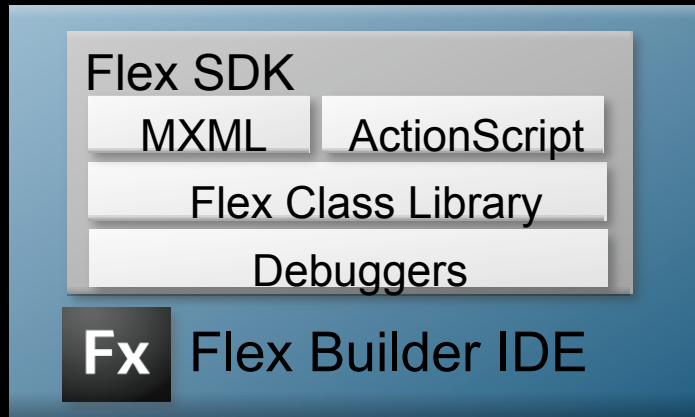 Flex SDK
MXML ActionScript
Flex Class Library
Debuggers
Fx Flex Builder IDE